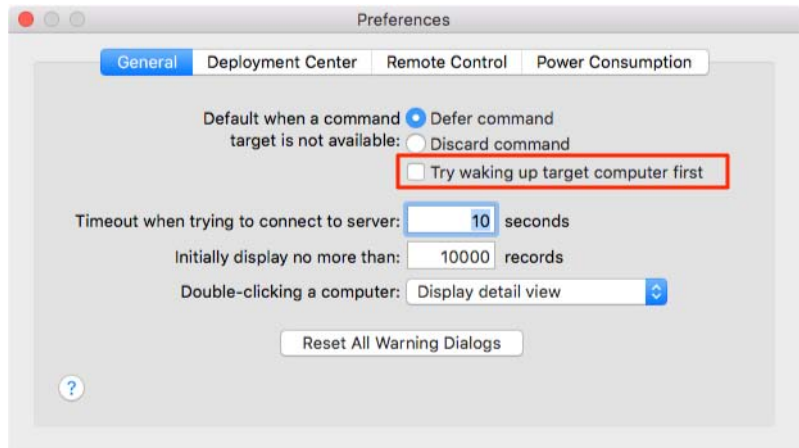 Preferences
General Deployment Center Remote Control Power Consumption
Default when a command Defer command
target is not available: Discard command
Try waking up target computer first
Timeout when trying to connect to server: 10 seconds
Initially display no more than: 10000 records
Double-clicking a computer: Display detail view
Reset All Warning Dialogs
?